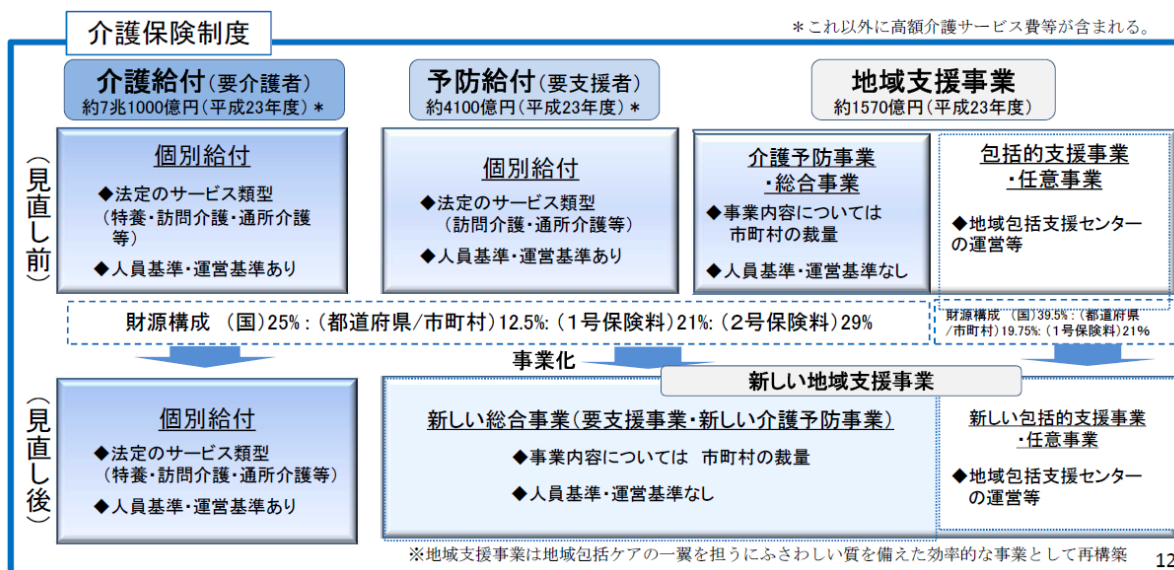 介護保険制度
＊これ以外に高額介護サービス費等が含まれる。
介護給付(要介護者)
約7兆1000億円(平成23年度)＊
予防給付(要支援者)
約4100億円(平成23年度)＊
地域支援事業
約1570億円(平成23年度)
（見直し前）
個別給付
◆法定のサービス類型
（特養・訪問介護・通所介護
等）
◆人員基準・運営基準あり
個別給付
◆法定のサービス類型
（訪問介護・通所介護等）
◆人員基準・運営基準あり
介護予防事業
・総合事業
◆事業内容については
市町村の裁量
◆人員基準・運営基準なし
包括的支援事業
・任意事業
◆地域包括支援センター
の運営等
財源構成　(国)25%：(都道府県/市町村)12.5%：(1号保険料)21%：(2号保険料)29%
財源構成　(国)39.5%：(都道府県
/市町村)19.75%：(1号保険料)21%
事業化
（見直し後）
個別給付
◆法定のサービス類型
（特養・訪問介護・通所介護等）
◆人員基準・運営基準あり
新しい地域支援事業
新しい総合事業(要支援事業・新しい介護予防事業)
◆事業内容については　市町村の裁量
◆人員基準・運営基準なし
新しい包括的支援事業
・任意事業
◆地域包括支援センター
の運営等
※地域支援事業は地域包括ケアの一翼を担うにふさわしい質を備えた効率的な事業として再構築
12